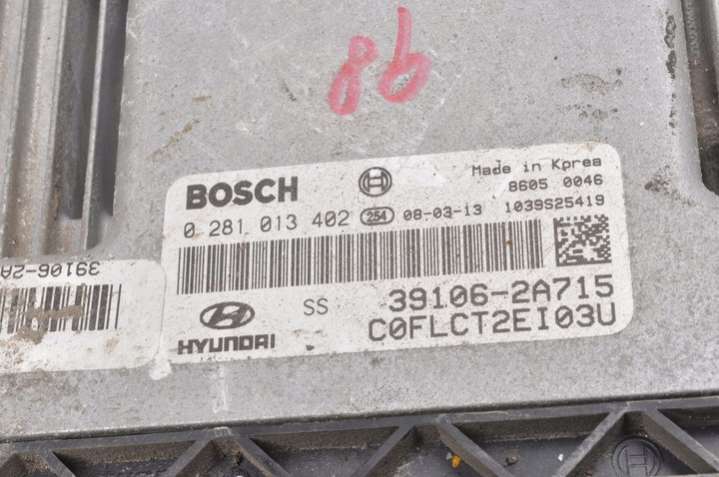 86
BOSCH
Made in Korea
8605 0046
0 281 013 402 254 08-03-13 1039S25419
39106-2A
SS 39106-2A715
HYUNDAI C0FLCT2EI03U